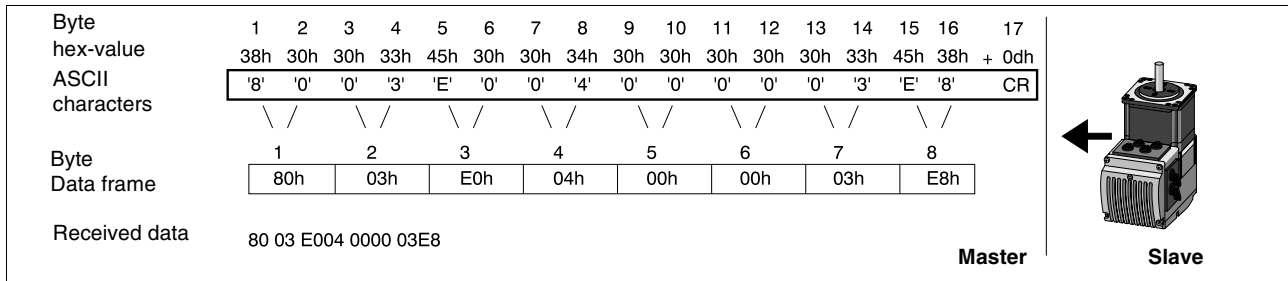 Byte 1 2 3 4 5 6 7 8 9 10 11 12 13 14 15 16 17
hex-value 38h 30h 30h 33h 45h 30h 30h 34h 30h 30h 30h 30h 30h 33h 45h 38h + 0dh
ASCII characters '8' '0' '0' '3' 'E' '0' '0' '4' '0' '0' '0' '0' '0' '3' 'E' '8' CR
Byte 1 2 3 4 5 6 7 8
Data frame 80h 03h E0h 04h 00h 00h 03h E8h
Received data 80 03 E004 0000 03E8
Master Slave